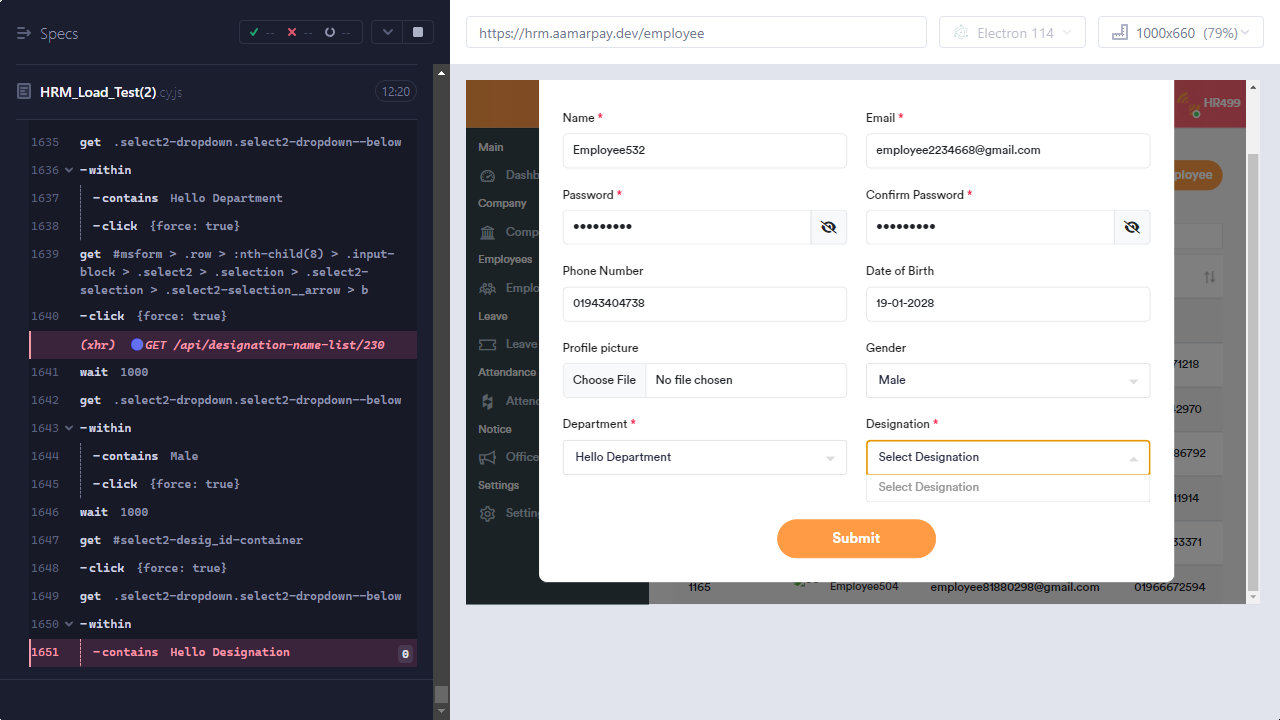 Specs
--
--
--
https://hrm.aamarpay.dev/employee
Electron 114
1000x660 (79%)
HRM_Load_Test(2).cy.js
12:20
1635 get .select2-dropdown.select2-dropdown--below
1636 -within
1637 -contains Hello Department
1638 -click {force: true}
1639 get #msform > .row > :nth-child(8) > .input-
block > .select2 > .selection > .select2-
selection > .select2-selection__arrow > b
1640 -click {force: true}
(xhr) GET /api/designation-name-list/230
1641 wait 1000
1642 get .select2-dropdown.select2-dropdown--below
1643 -within
1644 -contains Male
1645 -click {force: true}
1646 wait 1000
1647 get #select2-desig_id-container
1648 -click {force: true}
1649 get .select2-dropdown.select2-dropdown--below
1650 -within
1651 -contains Hello Designation 0
HR499
Main
Dashb
Company
Comp
Employees
Emplo
Leave
Leave
Attendance
Attend
Notice
Office
Settings
Setting
Name *
Email *
Employee532
employee2234668@gmail.com
Password *
Confirm Password *
•••••••••
•••••••••
Phone Number
Date of Birth
01943404738
19-01-2028
Profile picture
Gender
Choose File No file chosen
Male
Department *
Designation *
Hello Department
Select Designation
Select Designation
Submit
ployee
71218
42970
86792
11914
33371
1165
Employee504
employee81880298@gmail.com
01966672594